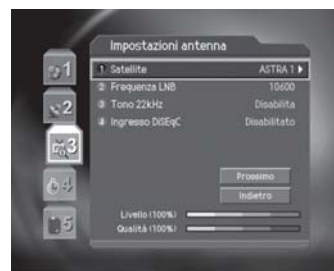 Impostazioni antenna
1 Satellite ASTRA 1
2 Frequenza LNB 10600
3 Tono 22kHz Disabilita
4 Ingresso DiSEqC Disabilitato
Prossimo
Indietro
Livello (100%)
Qualità (100%)
1
2
3
4
5